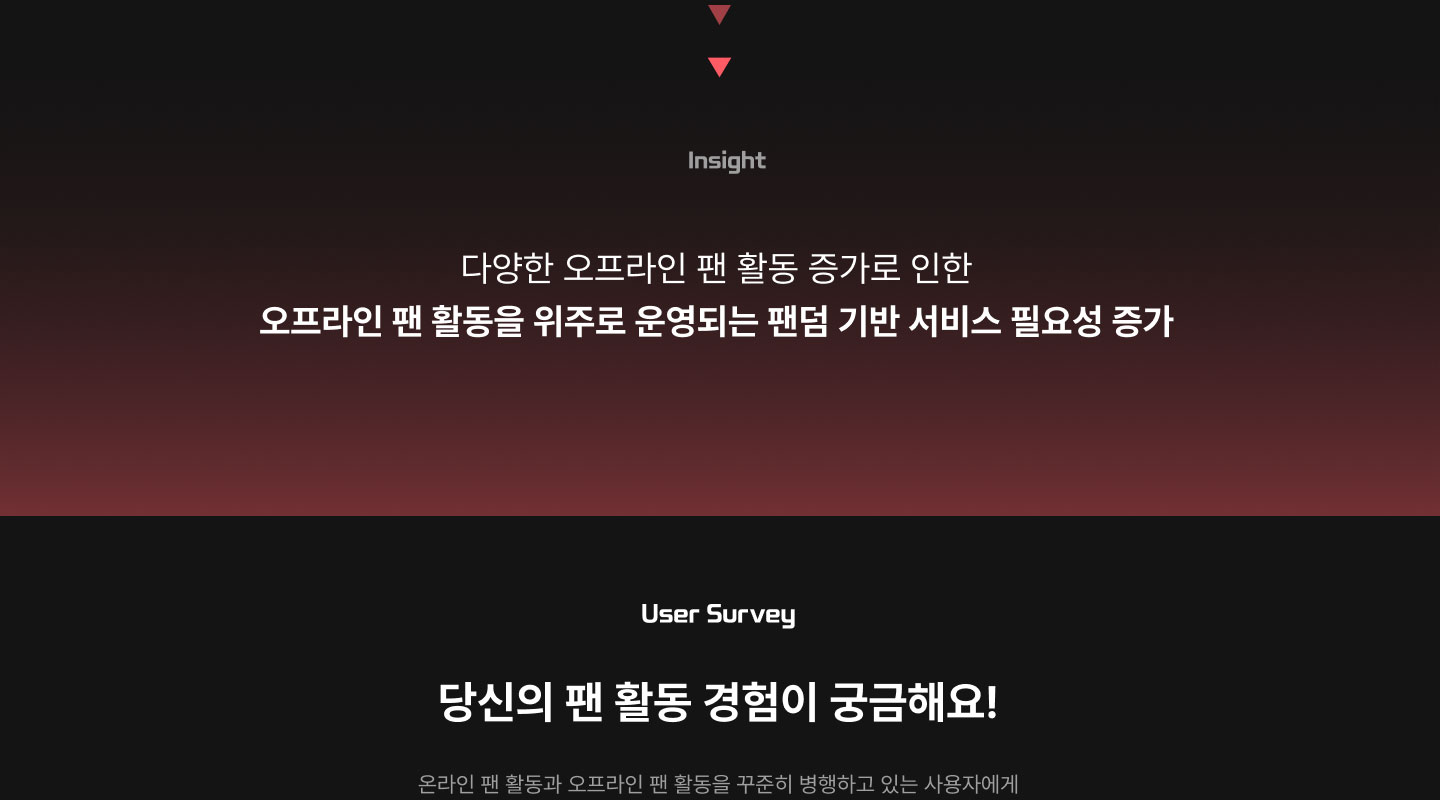 Insight
다양한 오프라인 팬 활동 증가로 인한
오프라인 팬 활동을 위주로 운영되는 팬덤 기반 서비스 필요성 증가
User Survey
당신의 팬 활동 경험이 궁금해요!
온라인 팬 활동과 오프라인 팬 활동을 꾸준히 병행하고 있는 사용자에게